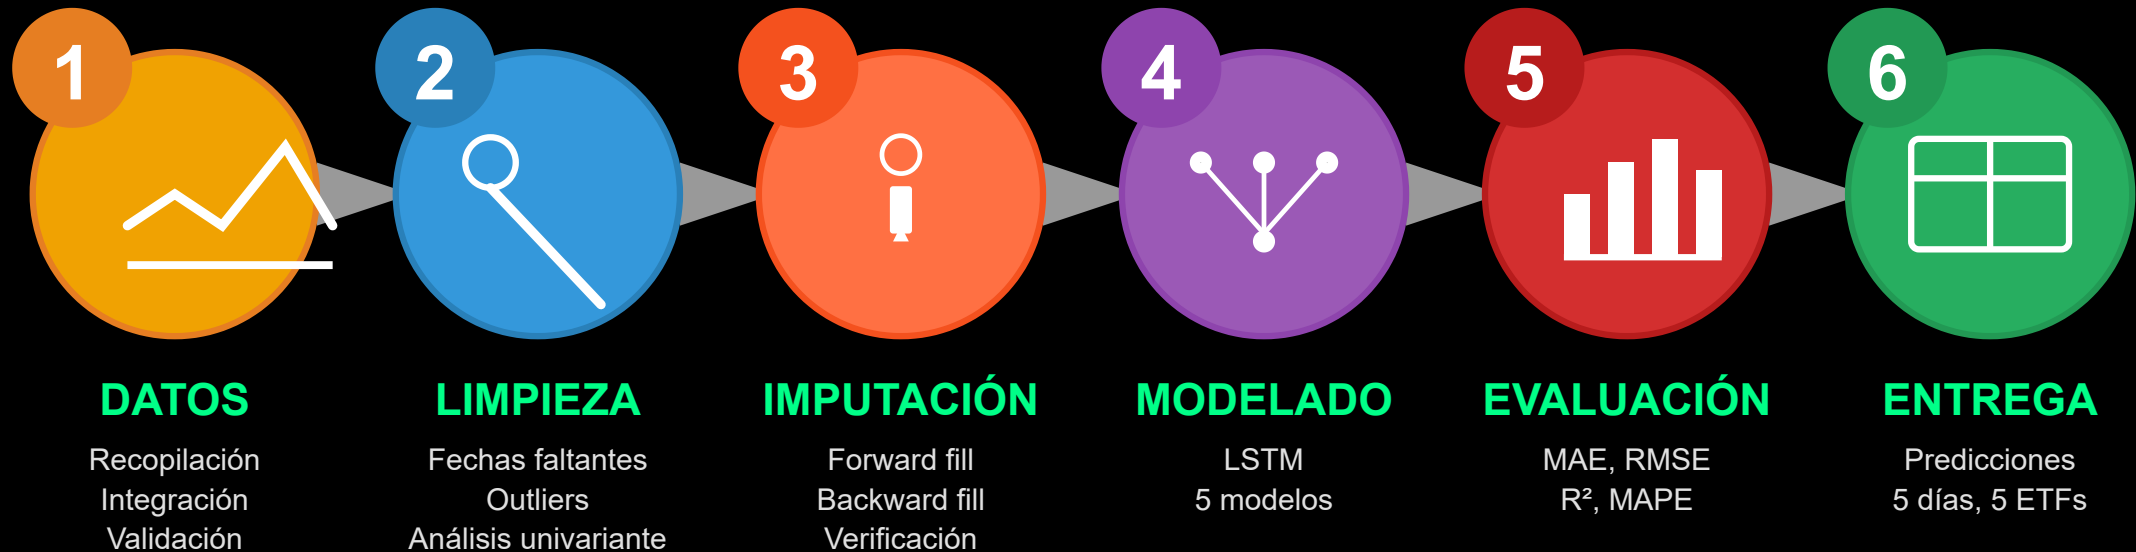 1
2
3
4
5
6
DATOS
Recopilación
Integración
Validación
LIMPIEZA
Fechas faltantes
Outliers
Análisis univariante
IMPUTACIÓN
Forward fill
Backward fill
Verificación
MODELADO
LSTM
5 modelos
EVALUACIÓN
MAE, RMSE
R², MAPE
ENTREGA
Predicciones
5 días, 5 ETFs